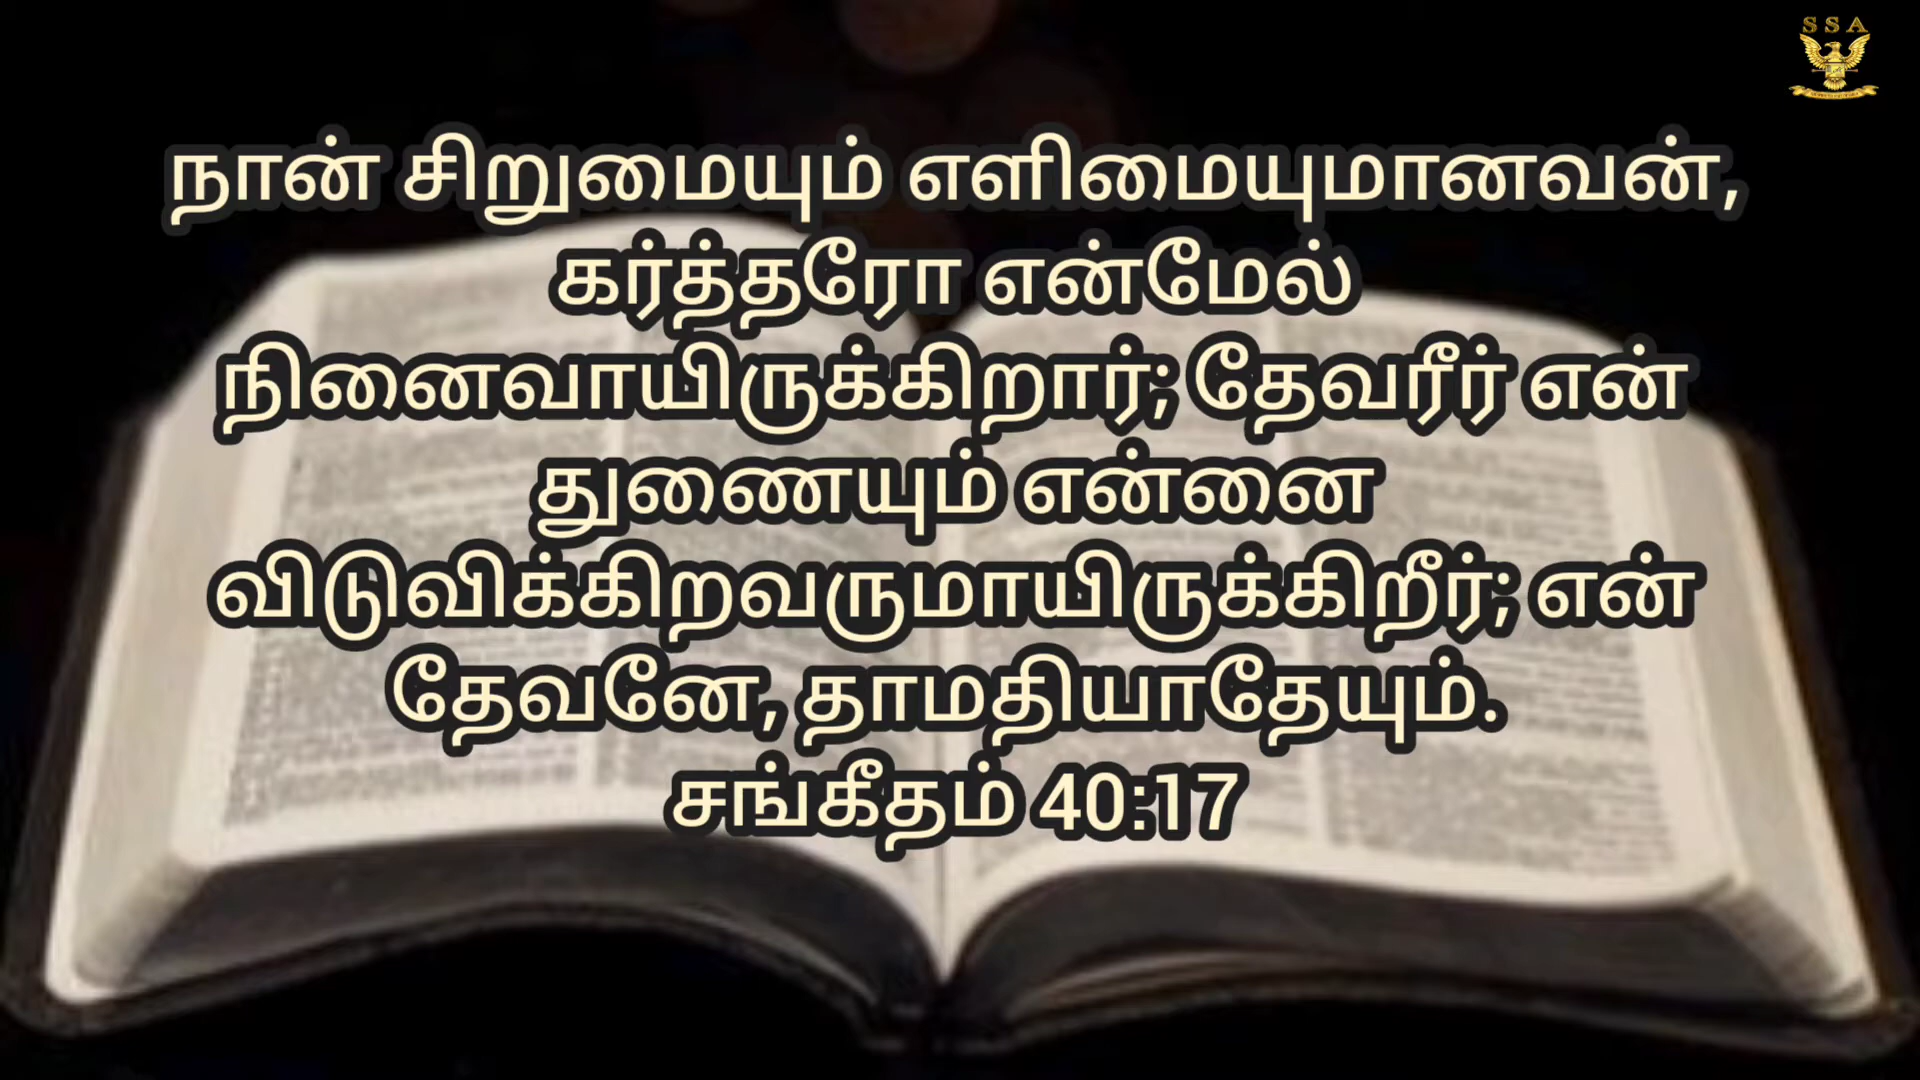 SSA
நான் சிறுமையும் எளிமையுமானவன்,
கர்த்தரோ என்மேல்
நினைவாயிருக்கிறார்; தேவரீர் என்
துணையும் என்னை
விடுவிக்கிறவருமாயிருக்கிறீர்; என்
தேவனே, தாமதியாதேயும்.
சங்கீதம் 40:17